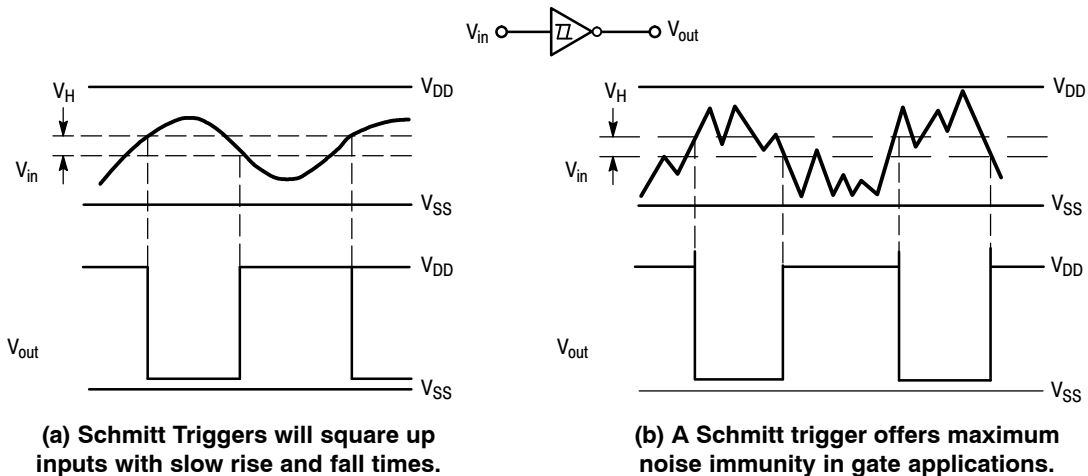 Vin
Vout
VH
VDD
Vin
VSS
VDD
Vout
VSS
(a) Schmitt Triggers will square up
inputs with slow rise and fall times.
VH
VDD
Vin
VSS
VDD
Vout
VSS
(b) A Schmitt trigger offers maximum
noise immunity in gate applications.